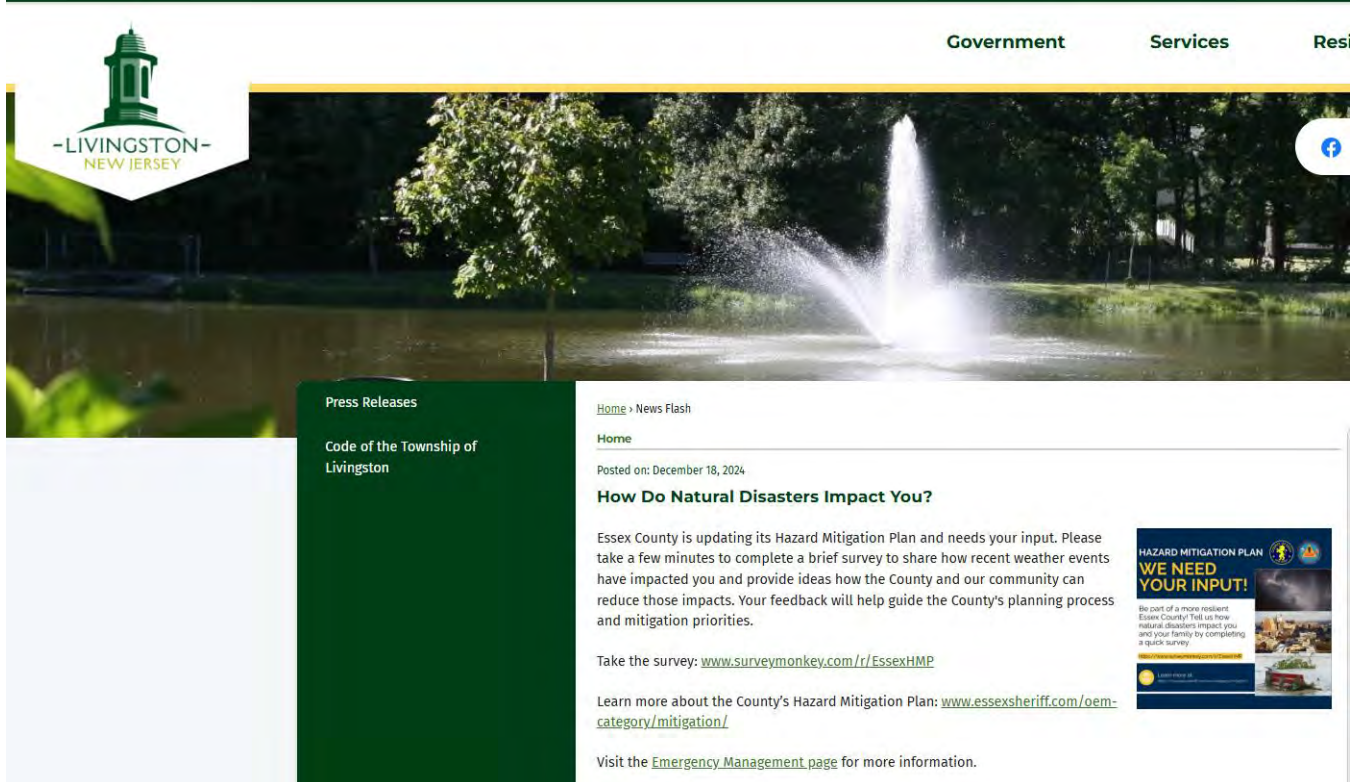 Government
Services
Resi
-LIVINGSTON-
NEW JERSEY
Press Releases
Code of the Township of
Livingston
Home › News Flash
Home
Posted on: December 18, 2024
How Do Natural Disasters Impact You?
Essex County is updating its Hazard Mitigation Plan and needs your input. Please
take a few minutes to complete a brief survey to share how recent weather events
have impacted you and provide ideas how the County and our community can
reduce those impacts. Your feedback will help guide the County's planning process
and mitigation priorities.
Take the survey: www.surveymonkey.com/r/EssexHMP
Learn more about the County’s Hazard Mitigation Plan: www.essexsheriff.com/oem-
category/mitigation/
Visit the Emergency Management page for more information.
HAZARD MITIGATION PLAN
WE NEED
YOUR INPUT!
Be part of a more resilient
Essex County! Tell us how
natural disasters impact you
and your family by completing
a quick survey.
Learn more at